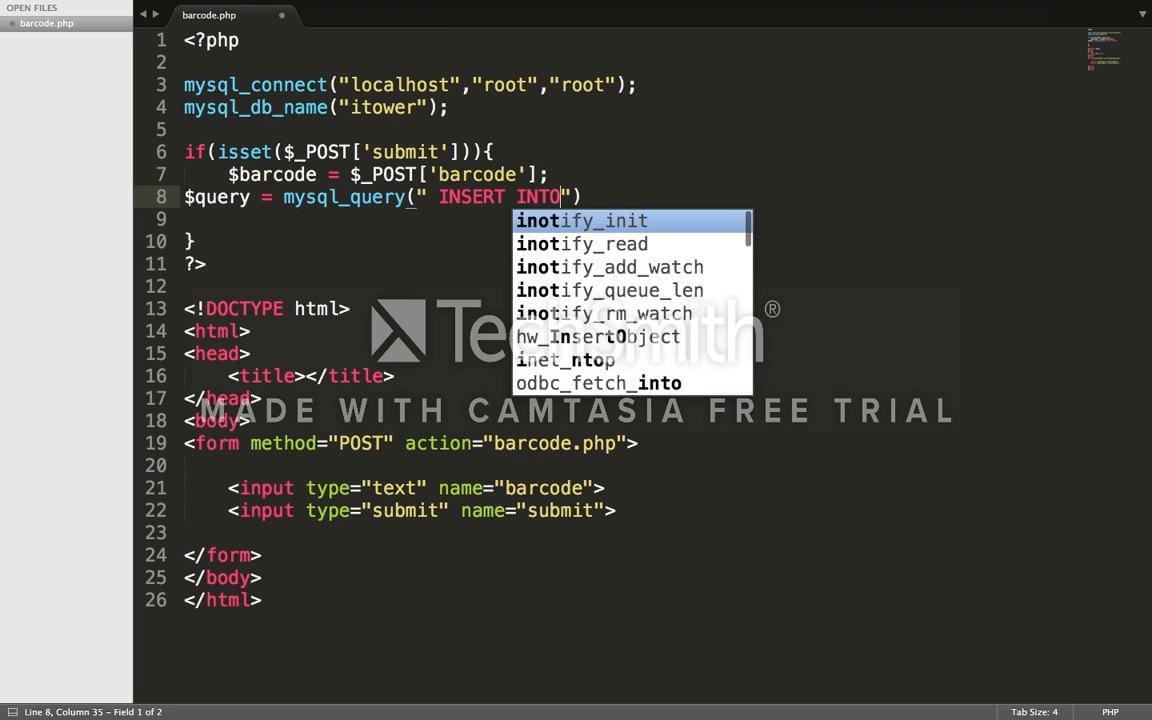 OPEN FILES
barcode.php
barcode.php
1 <?php
2
3 mysql_connect("localhost","root","root");
4 mysql_db_name("itower");
5
6 if(isset($_POST['submit'])){
7 $barcode = $_POST['barcode'];
8 $query = mysql_query(" INSERT INTO")
inotify_init
9
inotify_read
10 }
inotify_add_watch
11 ?>
inotify_queue_len
12
inotify_rm_watch
13 <!DOCTYPE html>
14 <html>
hw_InsertObject
15 <head>
inet_ntop
16 <title></title>
odbc_fetch_into
17 </head>
TechSmith®
MADE WITH CAMTASIA FREE TRIAL
18 <body>
19 <form method="POST" action="barcode.php">
20
21 <input type="text" name="barcode">
22 <input type="submit" name="submit">
23
24 </form>
25 </body>
26 </html>
Line 8, Column 35 - Field 1 of 2
Tab Size: 4
PHP